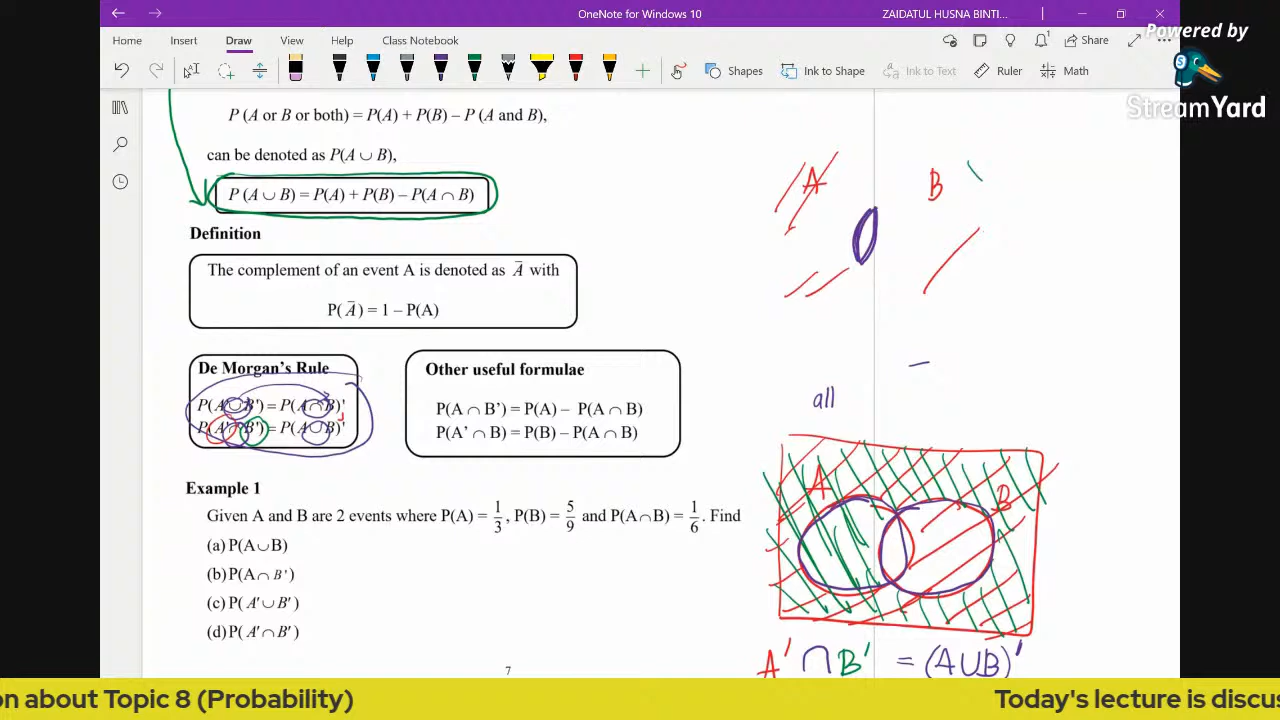 OneNote for Windows 10
ZAIDATUL HUSNA BINTI...
Powered by
StreamYard
Home Insert Draw View Help Class Notebook
Share
Shapes Ink to Shape Ink to Text Ruler Math
P (A or B or both) = P(A) + P(B) – P (A and B),
can be denoted as P(A ∪ B),
P (A ∪ B) = P(A) + P(B) – P(A ∩ B)
Definition
The complement of an event A is denoted as A̅ with
P( A̅ ) = 1 – P(A)
De Morgan's Rule
P(A'∪B') = P(A∩B)'
P(A'∩B') = P(A∪B)'
Other useful formulae
P(A ∩ B') = P(A) – P(A ∩ B)
P(A' ∩ B) = P(B) – P(A ∩ B)
Example 1
Given A and B are 2 events where P(A) = 1/3, P(B) = 5/9 and P(A∩B) = 1/6. Find
(a) P(A∪B)
(b) P(A∩ B')
(c) P( A'∪B')
(d) P( A'∩B')
7
A B
all
A B
A' ∩ B' = (A∪B)'
on about Topic 8 (Probability)
Today's lecture is discus